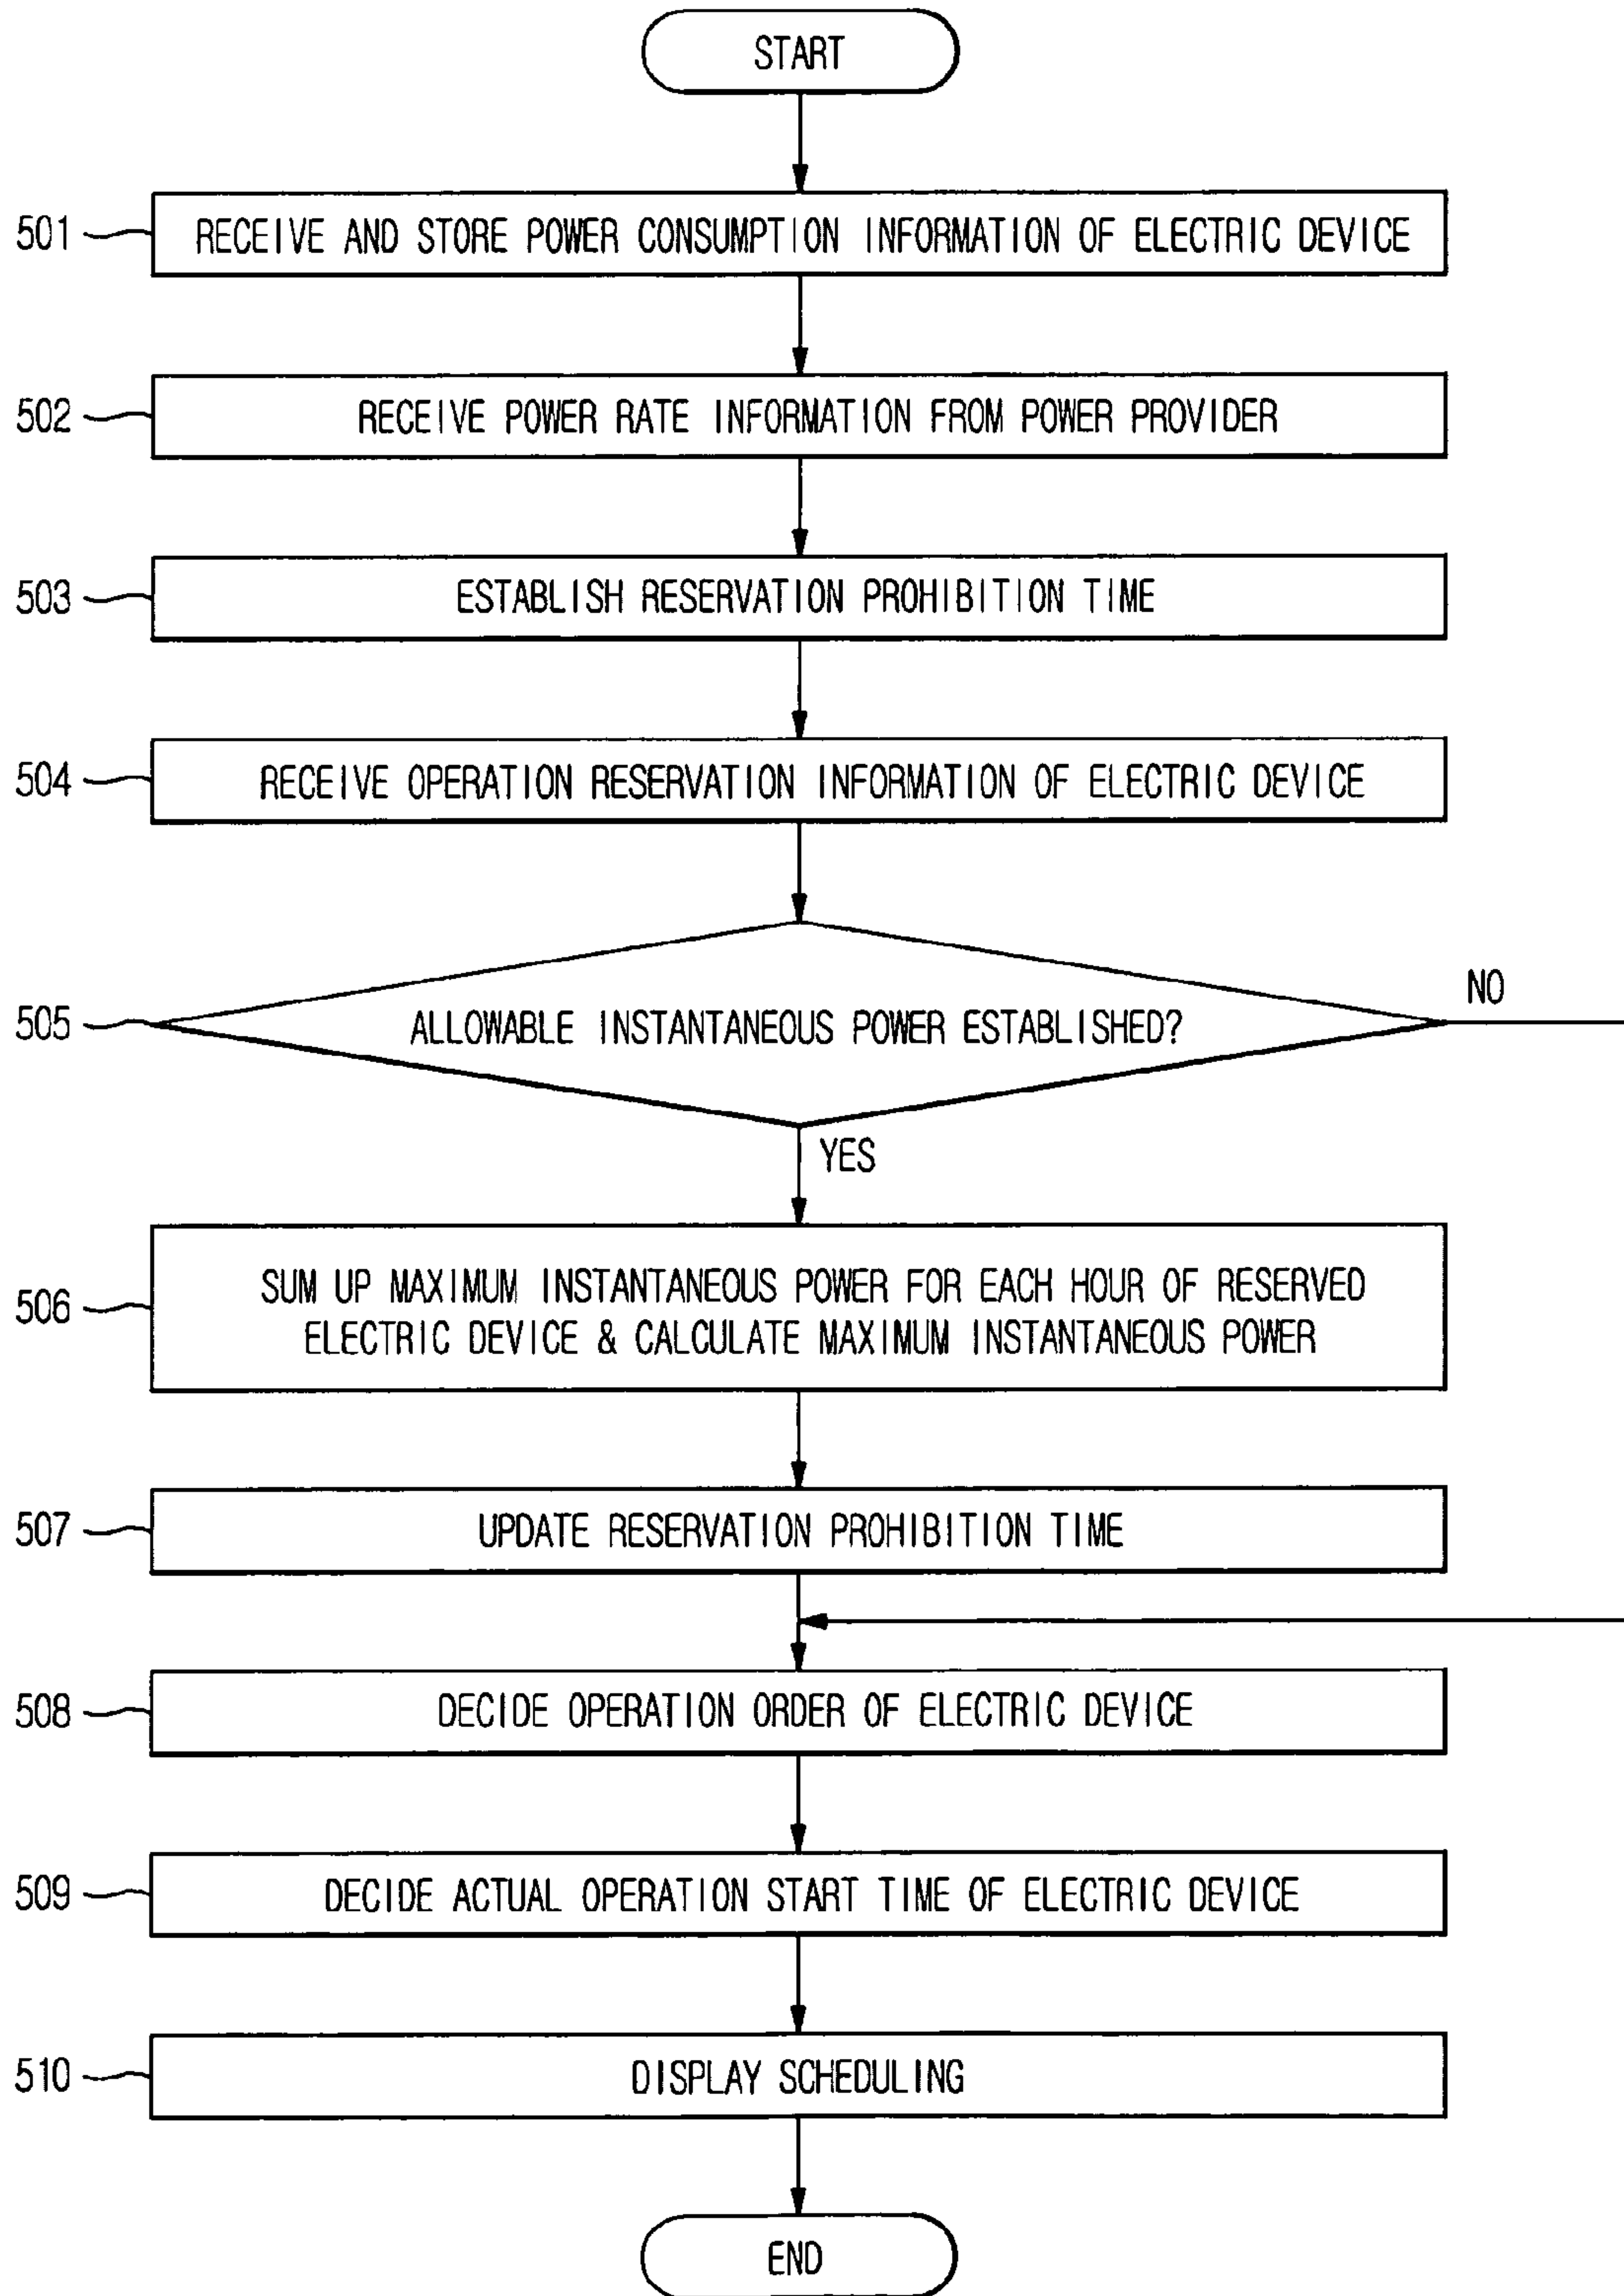 START
501
RECEIVE AND STORE POWER CONSUMPTION INFORMATION OF ELECTRIC DEVICE
502
RECEIVE POWER RATE INFORMATION FROM POWER PROVIDER
503
ESTABLISH RESERVATION PROHIBITION TIME
504
RECEIVE OPERATION RESERVATION INFORMATION OF ELECTRIC DEVICE
505
ALLOWABLE INSTANTANEOUS POWER ESTABLISHED?
NO
YES
506
SUM UP MAXIMUM INSTANTANEOUS POWER FOR EACH HOUR OF RESERVED
ELECTRIC DEVICE & CALCULATE MAXIMUM INSTANTANEOUS POWER
507
UPDATE RESERVATION PROHIBITION TIME
508
DECIDE OPERATION ORDER OF ELECTRIC DEVICE
509
DECIDE ACTUAL OPERATION START TIME OF ELECTRIC DEVICE
510
DISPLAY SCHEDULING
END